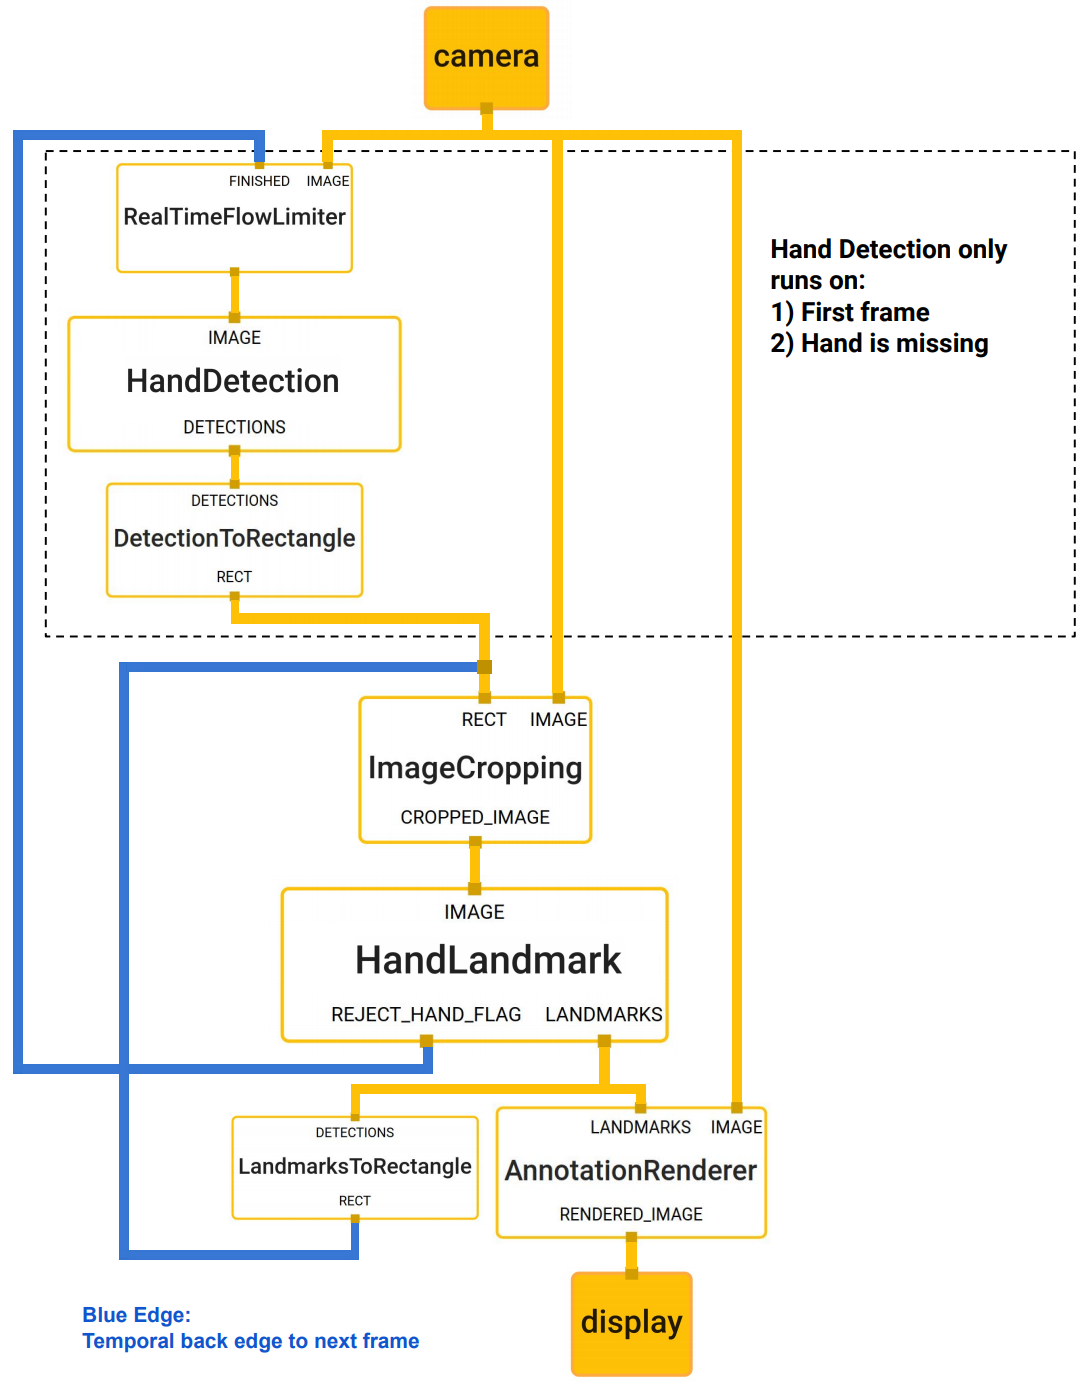 camera
FINISHED IMAGE
RealTimeFlowLimiter
Hand Detection only
runs on:
1) First frame
2) Hand is missing
IMAGE
HandDetection
DETECTIONS
DETECTIONS
DetectionToRectangle
RECT
RECT IMAGE
ImageCropping
CROPPED_IMAGE
IMAGE
HandLandmark
REJECT_HAND_FLAG LANDMARKS
DETECTIONS
LandmarksToRectangle
RECT
LANDMARKS IMAGE
AnnotationRenderer
RENDERED_IMAGE
display
Blue Edge:
Temporal back edge to next frame